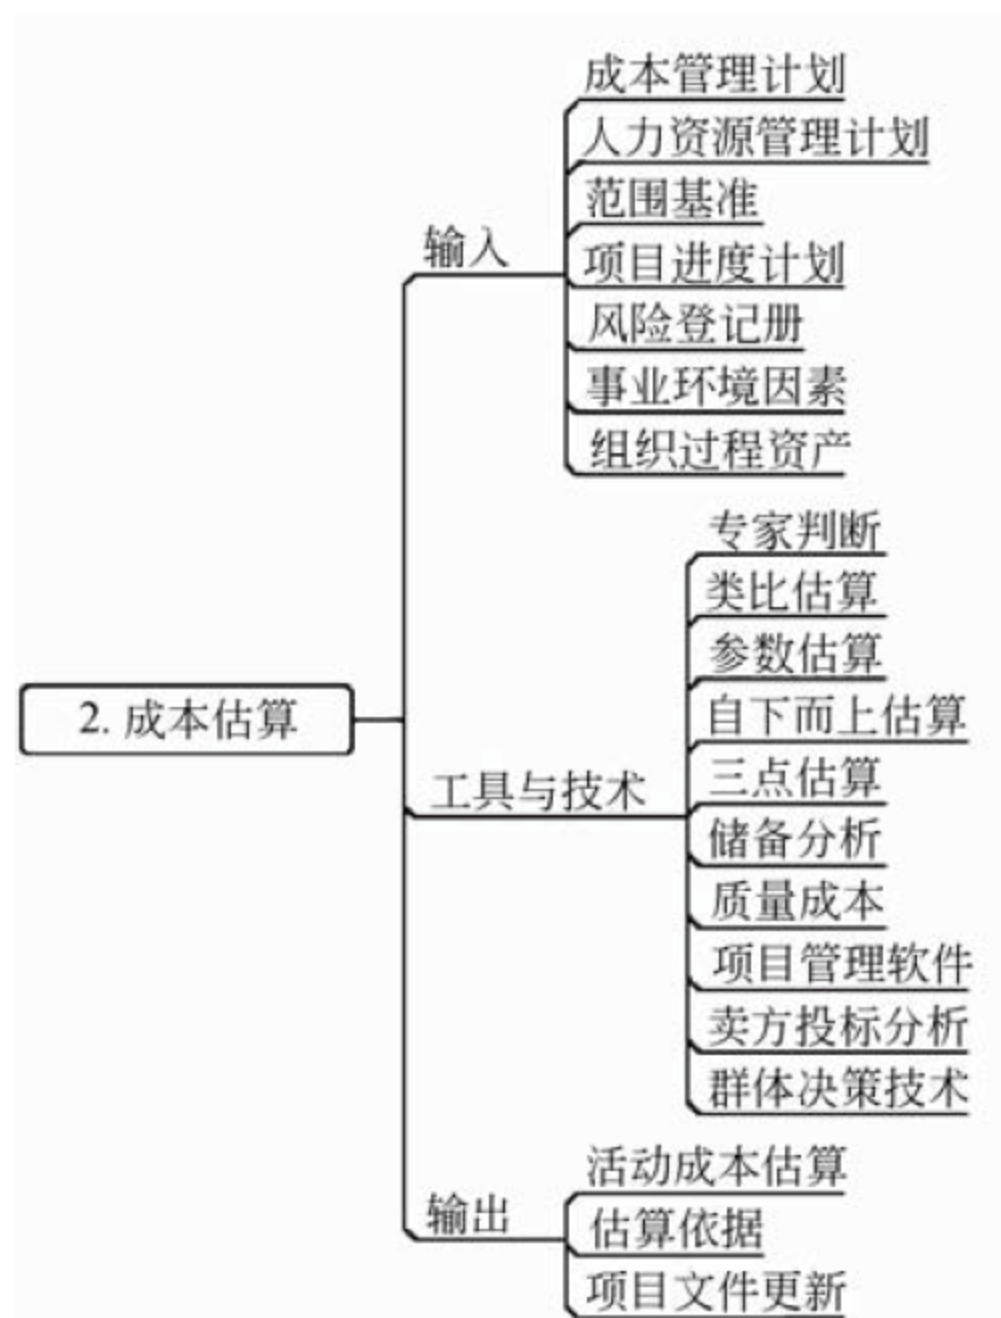 成本管理计划
人力资源管理计划
范围基准
输入
项目进度计划
风险登记册
事业环境因素
组织过程资产
专家判断
类比估算
参数估算
2. 成本估算
自下而上估算
工具与技术
三点估算
储备分析
质量成本
项目管理软件
卖方投标分析
群体决策技术
活动成本估算
输出
估算依据
项目文件更新